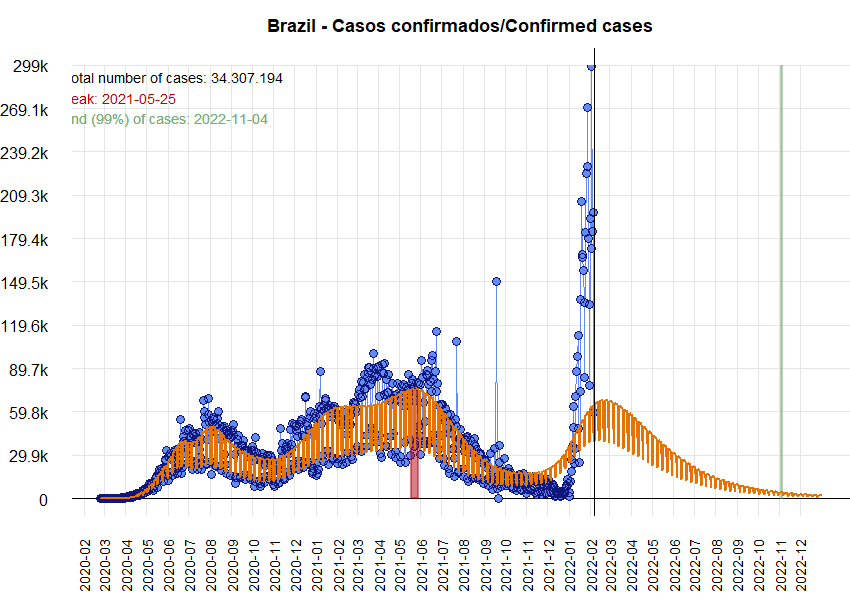 Brazil - Casos confirmados/Confirmed cases
otal number of cases: 34.307.194
eak: 2021-05-25
nd (99%) of cases: 2022-11-04
299k
269.1k
239.2k
209.3k
179.4k
149.5k
119.6k
89.7k
59.8k
29.9k
0
2020-02
2020-03
2020-04
2020-05
2020-06
2020-07
2020-08
2020-09
2020-10
2020-11
2020-12
2021-01
2021-02
2021-03
2021-04
2021-05
2021-06
2021-07
2021-08
2021-09
2021-10
2021-11
2021-12
2022-01
2022-02
2022-03
2022-04
2022-05
2022-06
2022-07
2022-08
2022-09
2022-10
2022-11
2022-12